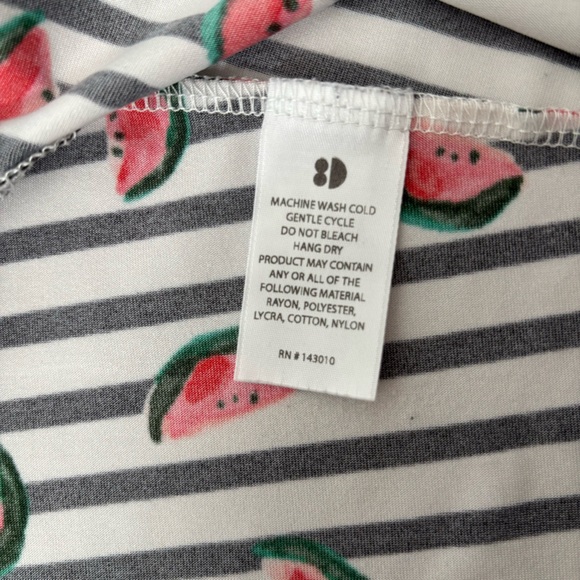 8D
MACHINE WASH COLD
GENTLE CYCLE
DO NOT BLEACH
HANG DRY
PRODUCT MAY CONTAIN
ANY OR ALL OF THE
FOLLOWING MATERIAL
RAYON, POLYESTER,
LYCRA, COTTON, NYLON
RN # 143010